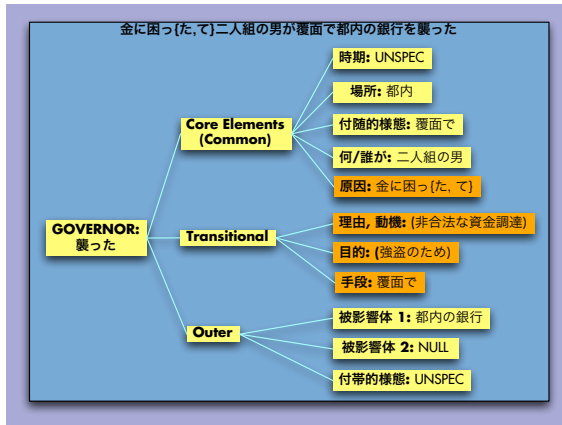 金に困っ{た,て}二人組の男が覆面で都内の銀行を襲った
時期: UNSPEC
場所: 都内
Core Elements
(Common)
付随的様態: 覆面で
何/誰が: 二人組の男
原因: 金に困っ{た, て}
GOVERNOR:
襲った
Transitional
理由, 動機: (非合法な資金調達)
目的: (強盗のため)
手段: 覆面で
Outer
被影響体 1: 都内の銀行
被影響体 2: NULL
付帯的様態: UNSPEC